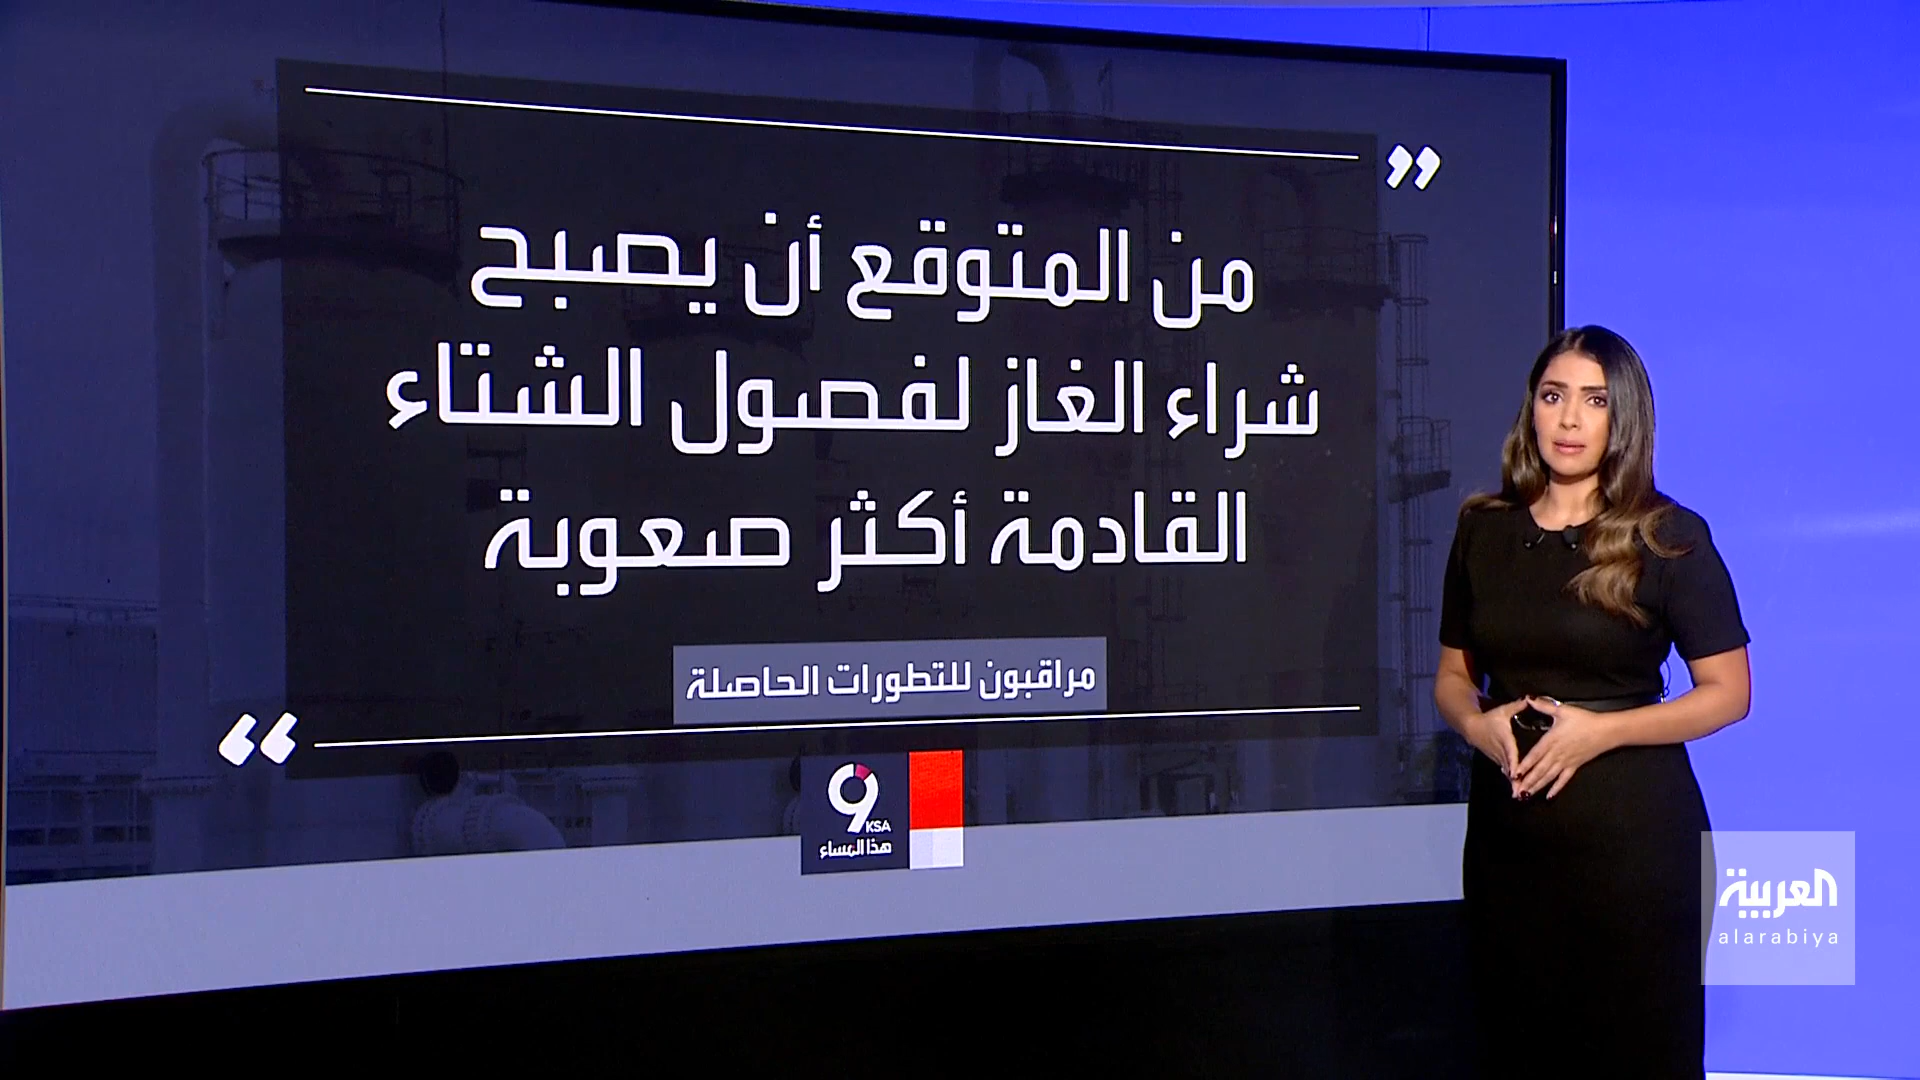 من المتوقع أن يصبح
شراء الغاز لفصول الشتاء
القادمة أكثر صعوبة
مراقبون للتطورات الحاصلة
9
KSA
هذا المساء
العربية
alarabiya